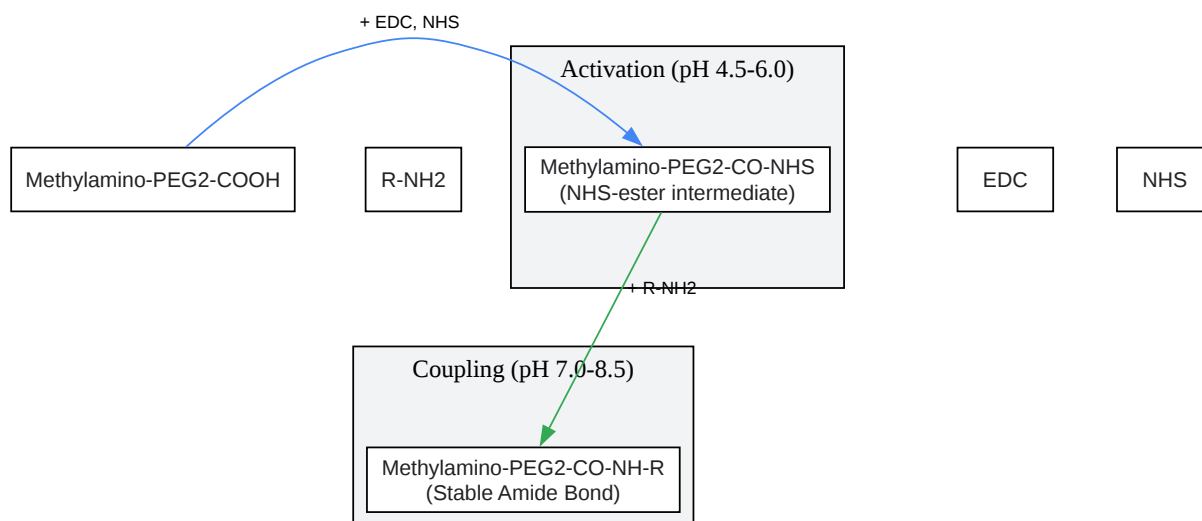 + EDC, NHS
Activation (pH 4.5-6.0)
Methylamino-PEG2-COOH
R-NH2
Methylamino-PEG2-CO-NHS
(NHS-ester intermediate)
EDC
NHS
+ R-NH2
Coupling (pH 7.0-8.5)
Methylamino-PEG2-CO-NH-R
(Stable Amide Bond)